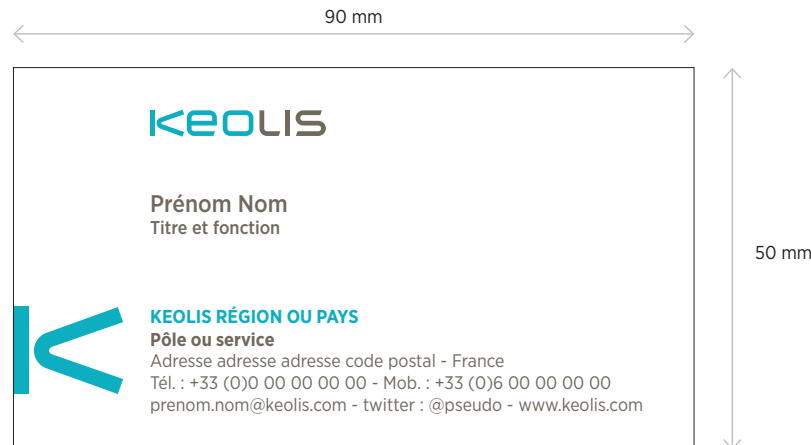 90 mm
KEOLIS
Prénom Nom
Titre et fonction
50 mm
KEOLIS RÉGION OU PAYS
Pôle ou service
Adresse adresse adresse code postal - France
Tél. : +33 (0)0 00 00 00 00 - Mob. : +33 (0)6 00 00 00 00
prenom.nom@keolis.com - twitter : @pseudo - www.keolis.com